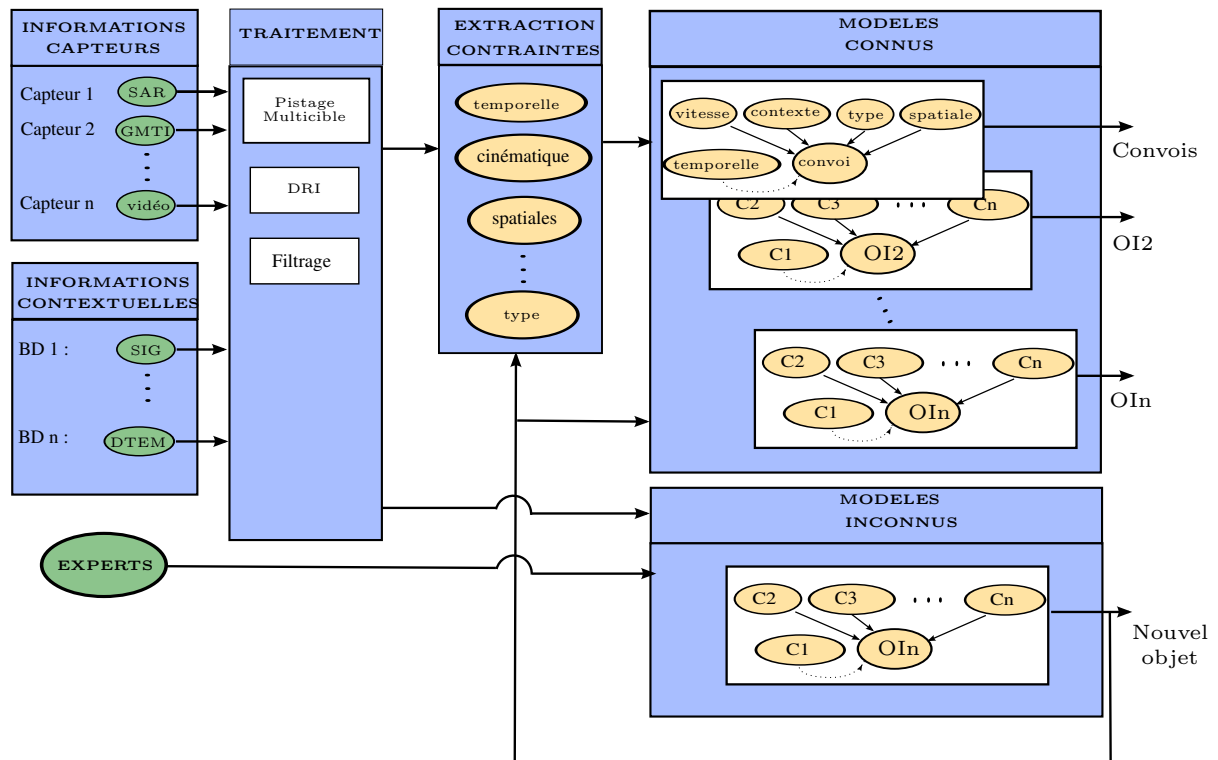 INFORMATIONS
CAPTEURS
Capteur 1
SAR
Capteur 2
GMTI
Capteur n
vidéo
INFORMATIONS
CONTEXTUELLES
BD 1 :
SIG
BD n :
DTEM
EXPERTS
TRAITEMENT
Pistage
Multicible
DRI
Filtrage
EXTRACTION
CONTRAINTES
temporelle
cinématique
spatiales
type
MODELES
CONNUS
vitesse
contexte
type
spatiale
temporelle
convoi
Convois
C2
C3
Cn
C1
OI2
OI2
C2
C3
Cn
C1
OIn
OIn
MODELES
INCONNUS
C2
C3
Cn
C1
OIn
Nouvel
objet